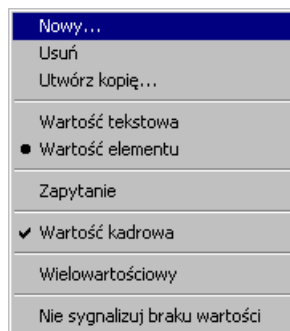 Nowy...
Usuń
Utwórz kopię...
Wartość tekstowa
Wartość elementu
Zapytanie
Wartość kadrowa
Wielowartościowy
Nie sygnalizuj braku wartości